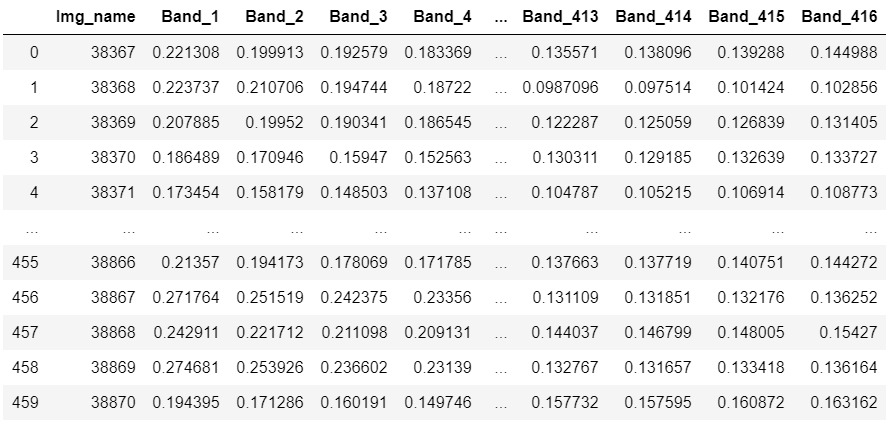 Img_name Band_1 Band_2 Band_3 Band_4 ... Band_413 Band_414 Band_415 Band_416
0 38367 0.221308 0.199913 0.192579 0.183369 ... 0.135571 0.138096 0.139288 0.144988
1 38368 0.223737 0.210706 0.194744 0.18722 ... 0.0987096 0.097514 0.101424 0.102856
2 38369 0.207885 0.19952 0.190341 0.186545 ... 0.122287 0.125059 0.126839 0.131405
3 38370 0.186489 0.170946 0.15947 0.152563 ... 0.130311 0.129185 0.132639 0.133727
4 38371 0.173454 0.158179 0.148503 0.137108 ... 0.104787 0.105215 0.106914 0.108773
... ... ... ... ... ... ... ... ... ... ...
455 38866 0.21357 0.194173 0.178069 0.171785 ... 0.137663 0.137719 0.140751 0.144272
456 38867 0.271764 0.251519 0.242375 0.23356 ... 0.131109 0.131851 0.132176 0.136252
457 38868 0.242911 0.221712 0.211098 0.209131 ... 0.144037 0.146799 0.148005 0.15427
458 38869 0.274681 0.253926 0.236602 0.23139 ... 0.132767 0.131657 0.133418 0.136164
459 38870 0.194395 0.171286 0.160191 0.149746 ... 0.157732 0.157595 0.160872 0.163162